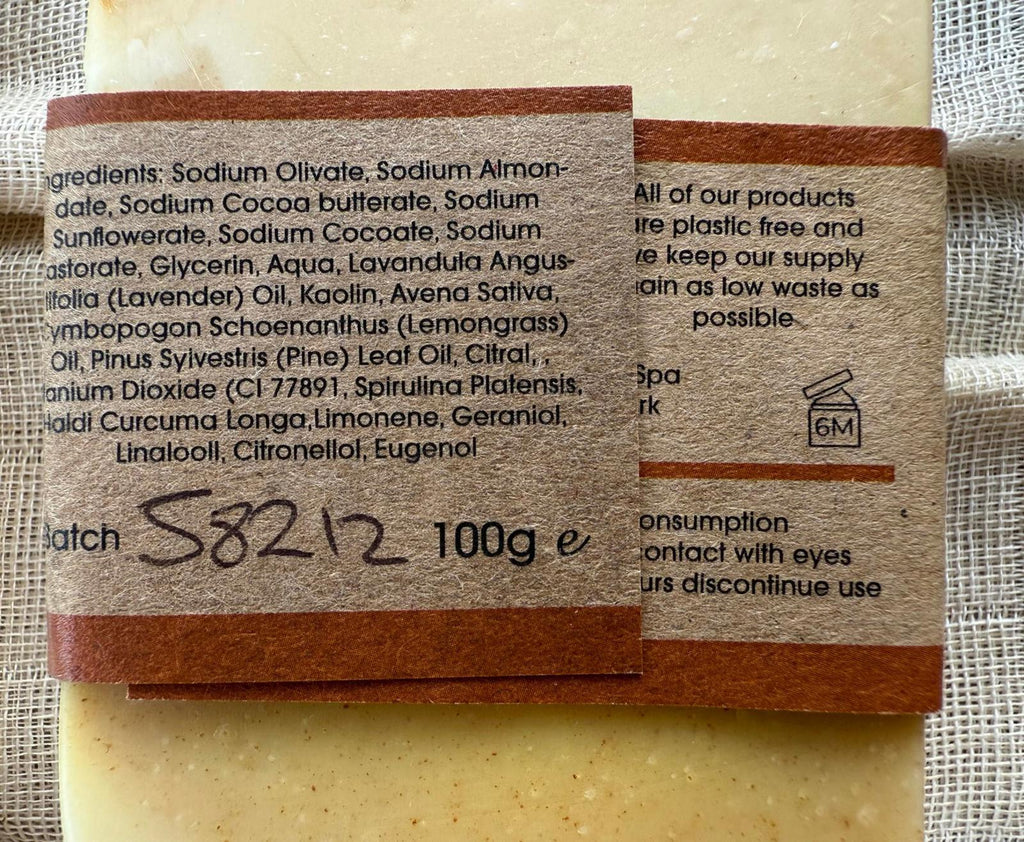 ngredients: Sodium Olivate, Sodium Almon-
date, Sodium Cocoa butterate, Sodium
Sunflowerate, Sodium Cocoate, Sodium
astorate, Glycerin, Aqua, Lavandula Angus-
tifolia (Lavender) Oil, Kaolin, Avena Sativa,
ymbopogon Schoenanthus (Lemongrass)
Oil, Pinus Sylvestris (Pine) Leaf Oil, Citral, ,
anium Dioxide (CI 77891, Spirulina Platensis,
Haldi Curcuma Longa,Limonene, Geraniol,
Linalooll, Citronellol, Eugenol
Batch S8212 100g e
All of our products
are plastic free and
we keep our supply
ain as low waste as
possible
Spa
rk
6M
onsumption
contact with eyes
urs discontinue use